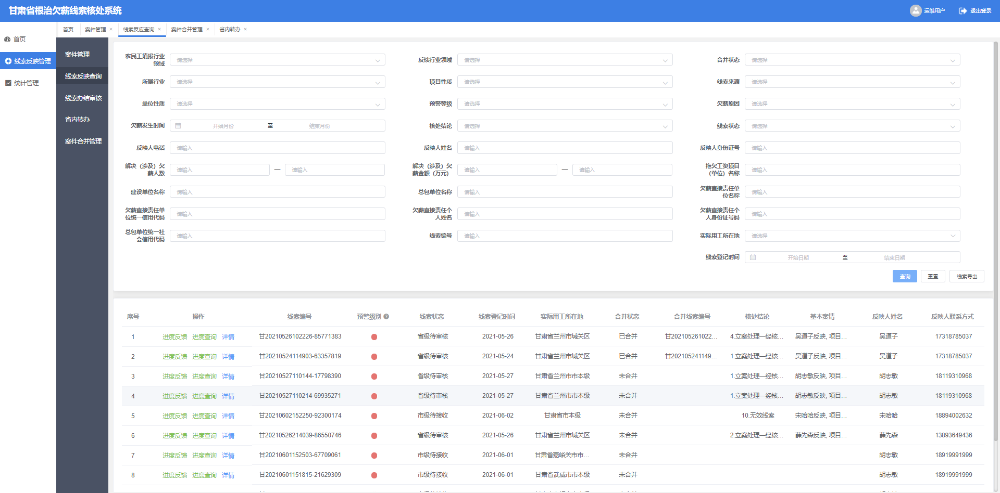 甘肃省根治欠薪线索核处系统
运维用户
退出登录
首页
案件管理 ×
线索反应查询 ×
案件合并管理 ×
省内转办 ×
首页
线索反映管理
统计管理
案件管理
线索反映查询
线索办结审核
省内转办
案件合并管理
农民工填报行业
领域
请选择
反馈行业领域
请选择
合并状态
请选择
所属行业
请选择
项目性质
请选择
线索来源
请选择
单位性质
请选择
预警等级
请选择
欠薪原因
请选择
欠薪发生时间
开始月份 至 结束月份
核处结论
请选择
线索状态
请选择
反映人电话
请输入
反映人姓名
请输入
反映人身份证号
请输入
解决（涉及）欠
薪人数
请输入 — 请输入
解决（涉及）欠
薪金额（万元）
请输入 — 请输入
拖欠工资项目
（单位）名称
请输入
建设单位名称
请输入
总包单位名称
请输入
欠薪直接责任单
位名称
请输入
欠薪直接责任单
位统一信用代码
请输入
欠薪直接责任个
人姓名
请输入
欠薪直接责任个
人身份证号码
请输入
总包单位统一社
会信用代码
请输入
线索编号
请输入
实际用工所在地
请选择
线索登记时间
开始日期 至 结束日期
查询 重置 线索导出
序号 操作 线索编号 预警级别 线索状态 线索登记时间 实际用工所在地 合并状态 合并线索编号 核处结论 基本案情 反映人姓名 反映人联系方式
1 进度反馈 进度查询 详情 甘20210526102226-85771383 省级待审核 2021-05-26 甘肃省兰州市城关区 已合并 甘202105261022... 4.立案处理—经核... 吴道子反映, 项目... 吴道子 17318785037
2 进度反馈 进度查询 详情 甘20210524114903-63357819 省级待审核 2021-05-24 甘肃省兰州市城关区 已合并 甘202105241149... 1.立案处理—经核... 吴道子反映, 项目... 吴道子 17318785037
3 进度反馈 进度查询 详情 甘20210527110144-17798390 省级待审核 2021-05-27 甘肃省兰州市市本级 未合并 1.立案处理—经核... 胡志敏反映, 项目... 胡志敏 18119310968
4 进度反馈 进度查询 详情 甘20210527110214-69935271 省级待审核 2021-05-27 甘肃省兰州市市本级 未合并 1.立案处理—经核... 胡志敏反映, 项目... 胡志敏 18119310968
5 进度反馈 进度查询 详情 甘20210602152250-92300174 市级待接收 2021-06-02 甘肃省市本级 未合并 10.无效线索 宋哈哈反映, 项目... 宋哈哈 18894002632
6 进度反馈 进度查询 详情 甘20210526214039-86550746 省级待审核 2021-05-26 甘肃省兰州市城关区 未合并 2.立案处理—经核... 薛先森反映, 项目... 薛先森 13893649436
7 进度反馈 进度查询 详情 甘20210601152503-67709061 市级待接收 2021-06-01 甘肃省嘉峪关市市... 未合并 胡志敏 18919991999
8 进度反馈 进度查询 详情 甘20210601151815-21629309 市级待接收 2021-06-01 甘肃省武威市市本级 未合并 胡志敏 18919991999